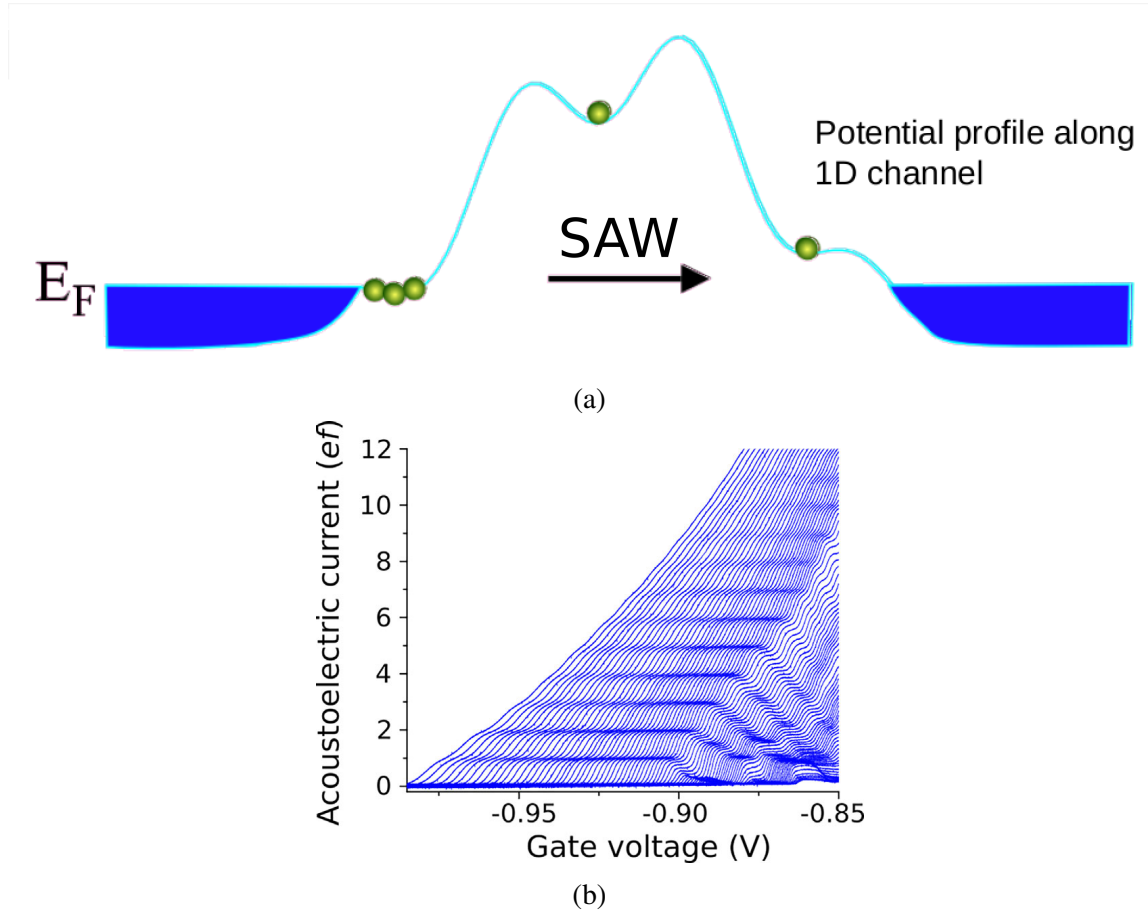 Potential profile along
1D channel
SAW
E_F
(a)
Acoustoelectric current (ef)
12
10
8
6
4
2
0
-0.95
-0.90
-0.85
Gate voltage (V)
(b)